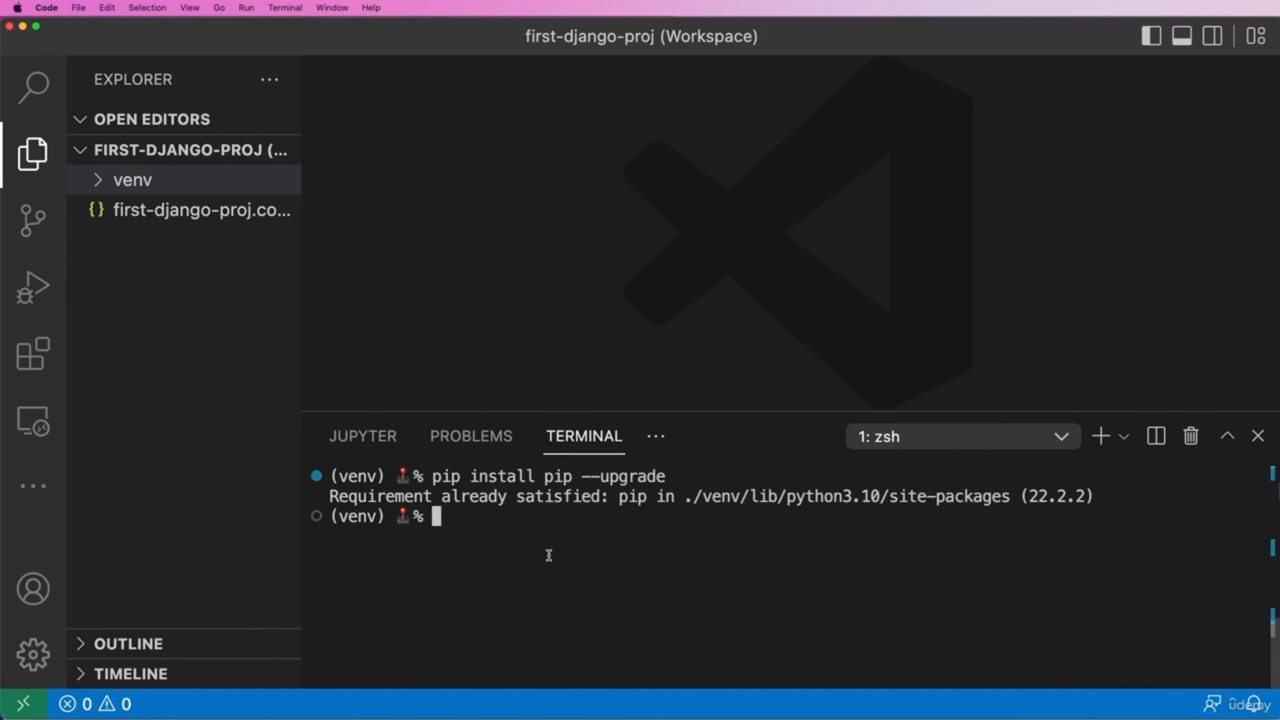 Code File Edit Selection View Go Run Terminal Window Help
first-django-proj (Workspace)
EXPLORER
OPEN EDITORS
FIRST-DJANGO-PROJ (...
venv
{} first-django-proj.co...
OUTLINE
TIMELINE
JUPYTER PROBLEMS TERMINAL ...
1: zsh
(venv) 🕹️% pip install pip --upgrade
Requirement already satisfied: pip in ./venv/lib/python3.10/site-packages (22.2.2)
(venv) 🕹️%
0 0
ûdemy